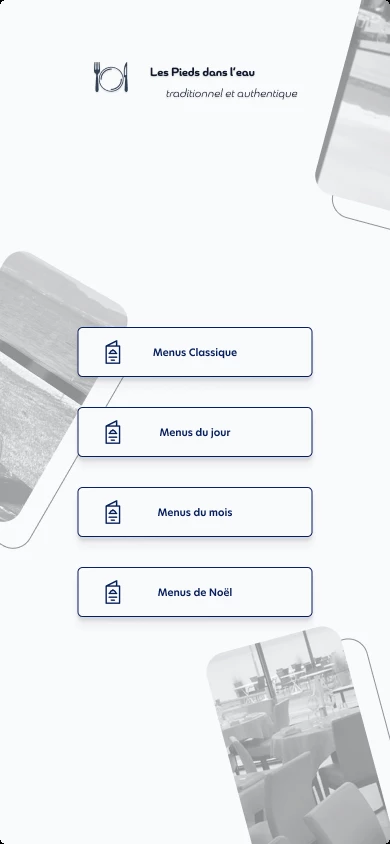 Les Pieds dans l'eau
traditionnel et authentique
Menus Classique
Menus du jour
Menus du mois
Menus de Noël